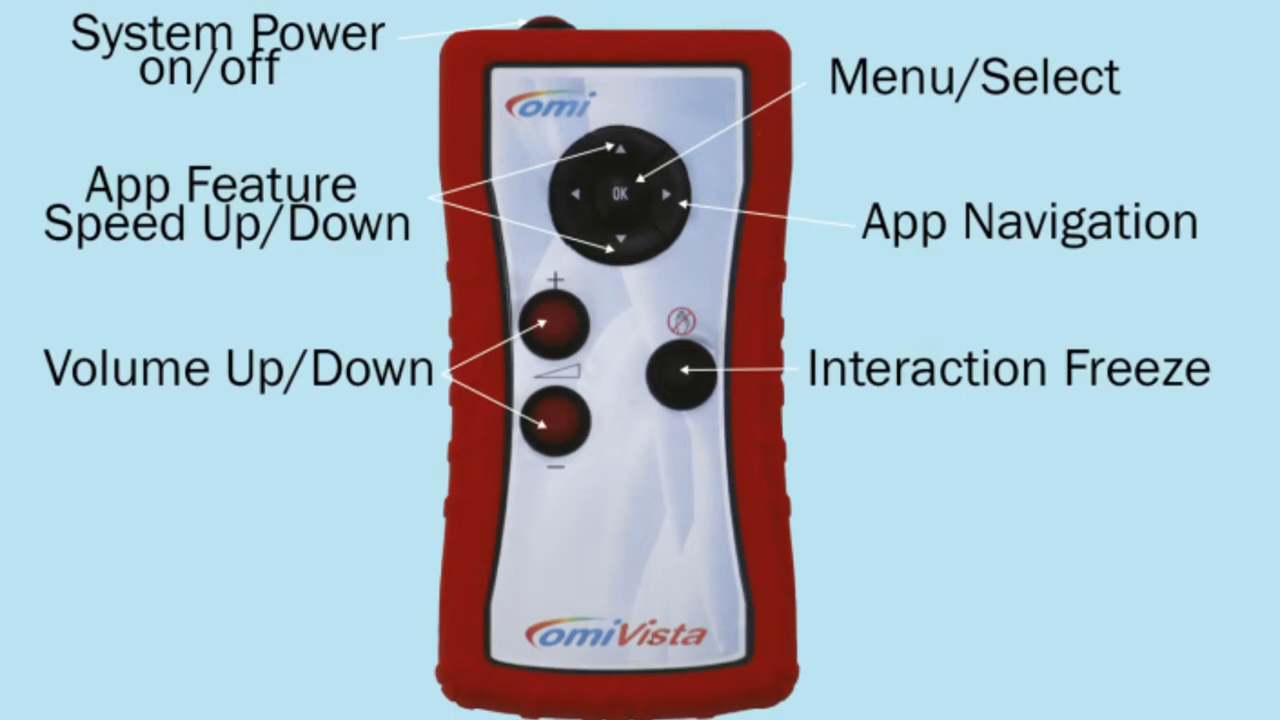 System Power
on/off
omi
Menu/Select
OK
App Feature
Speed Up/Down
App Navigation
+
Volume Up/Down
Interaction Freeze
−
omiVista